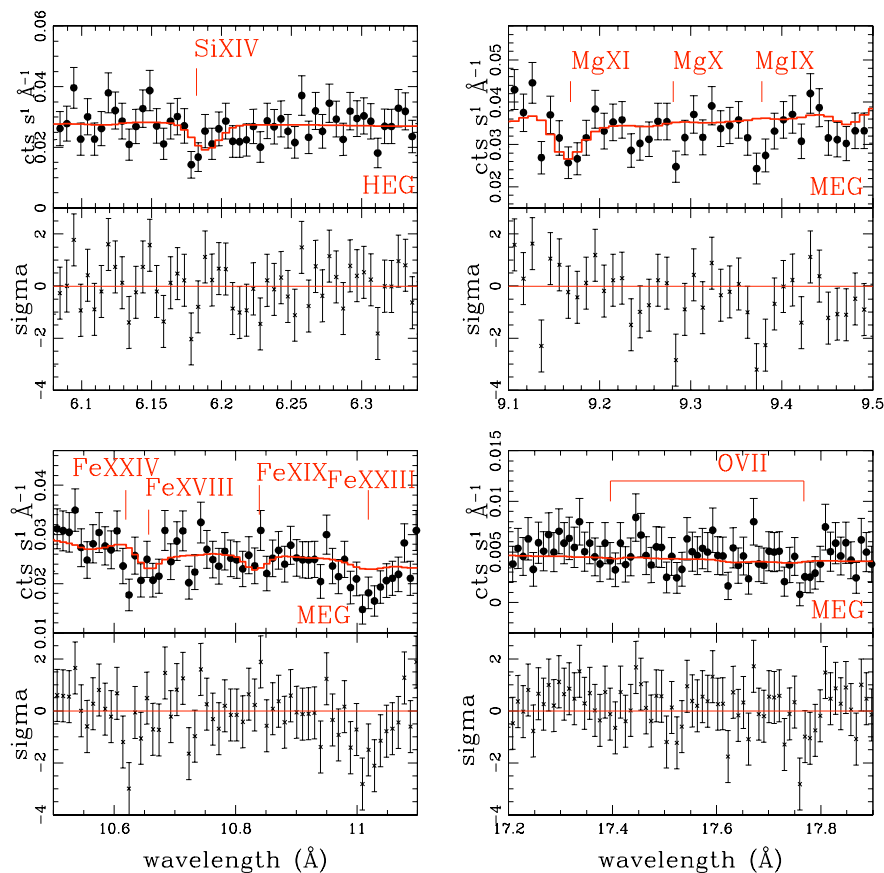 SiXIV
HEG
cts s⁻¹ Å⁻¹
0 0.02 0.04 0.06
sigma
−4 −2 0 2
6.1 6.15 6.2 6.25 6.3
MgXI MgX MgIX
MEG
cts s⁻¹ Å⁻¹
0.02 0.03 0.04 0.05
sigma
−4 −2 0 2
9.1 9.2 9.3 9.4 9.5
FeXXIV FeXVIII FeXIX FeXXIII
MEG
cts s⁻¹ Å⁻¹
0.01 0.02 0.03 0.04
sigma
−4 −2 0 2
10.6 10.8 11
wavelength (Å)
OVII
MEG
cts s⁻¹ Å⁻¹
0 0.005 0.01 0.015
sigma
−4 −2 0 2
17.2 17.4 17.6 17.8
wavelength (Å)